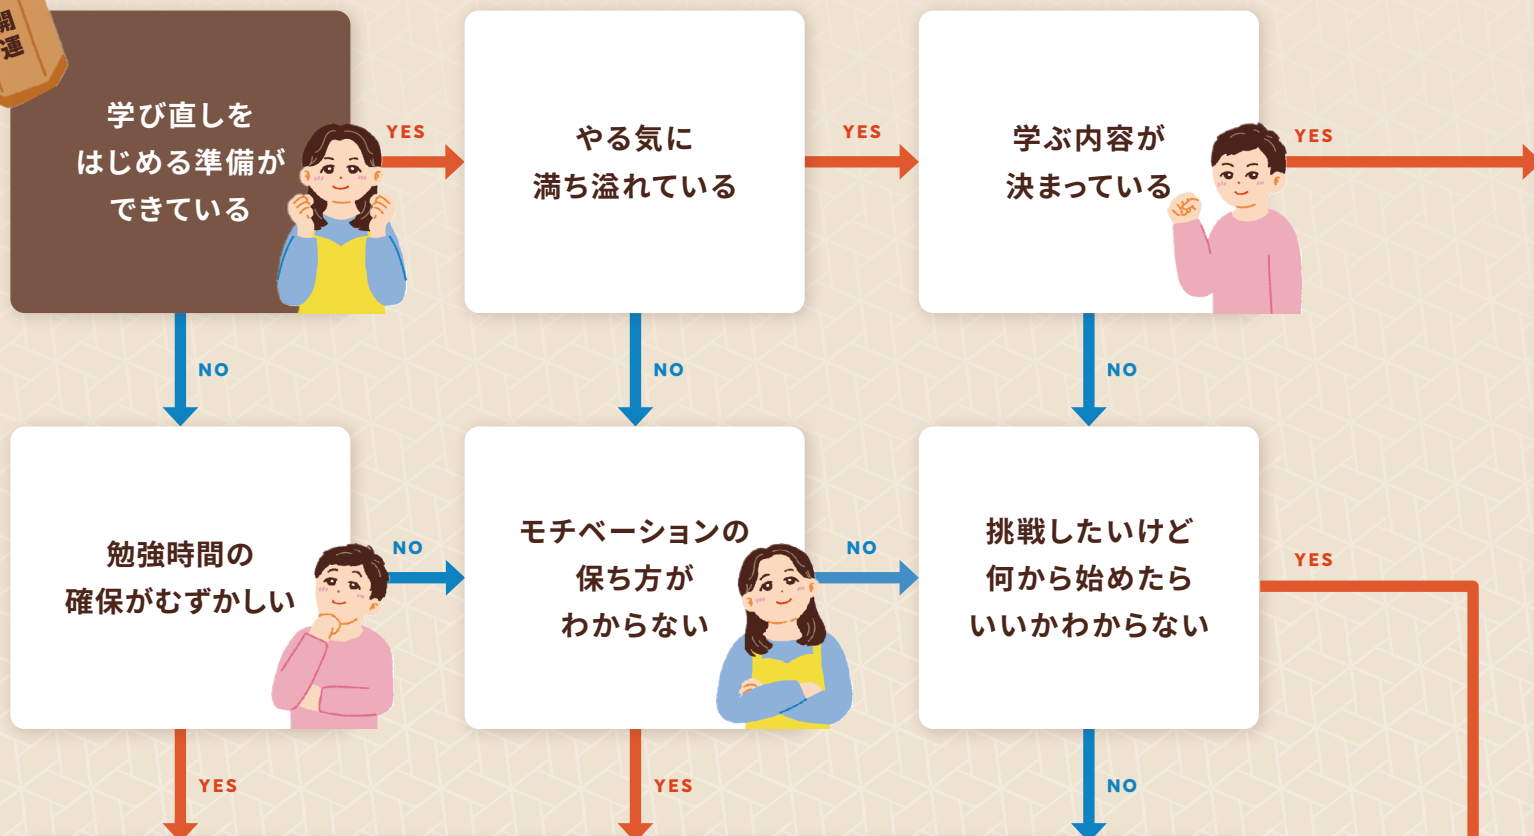 開
運
学び直しを
はじめる準備が
できている
YES
やる気に
満ち溢れている
YES
学ぶ内容が
決まっている
YES
NO
NO
NO
勉強時間の
確保がむずかしい
NO
モチベーションの
保ち方が
わからない
NO
挑戦したいけど
何から始めたら
いいかわからない
YES
YES
YES
NO